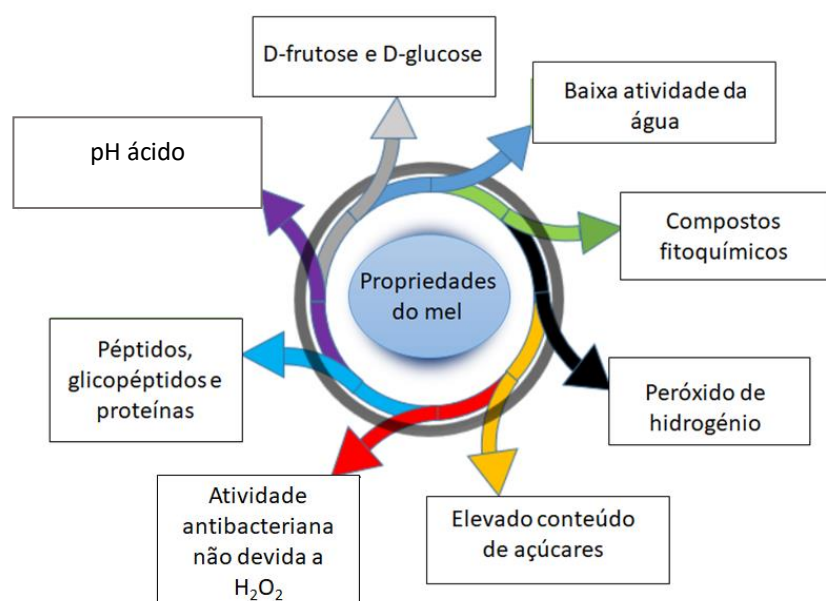 D-frutose e D-glucose
Baixa atividade da
água
pH ácido
Compostos
fitoquímicos
Propriedades
do mel
Péptidos,
glicopéptidos e
proteínas
Peróxido de
hidrogénio
Atividade
antibacteriana
não devida a
H₂O₂
Elevado conteúdo
de açúcares